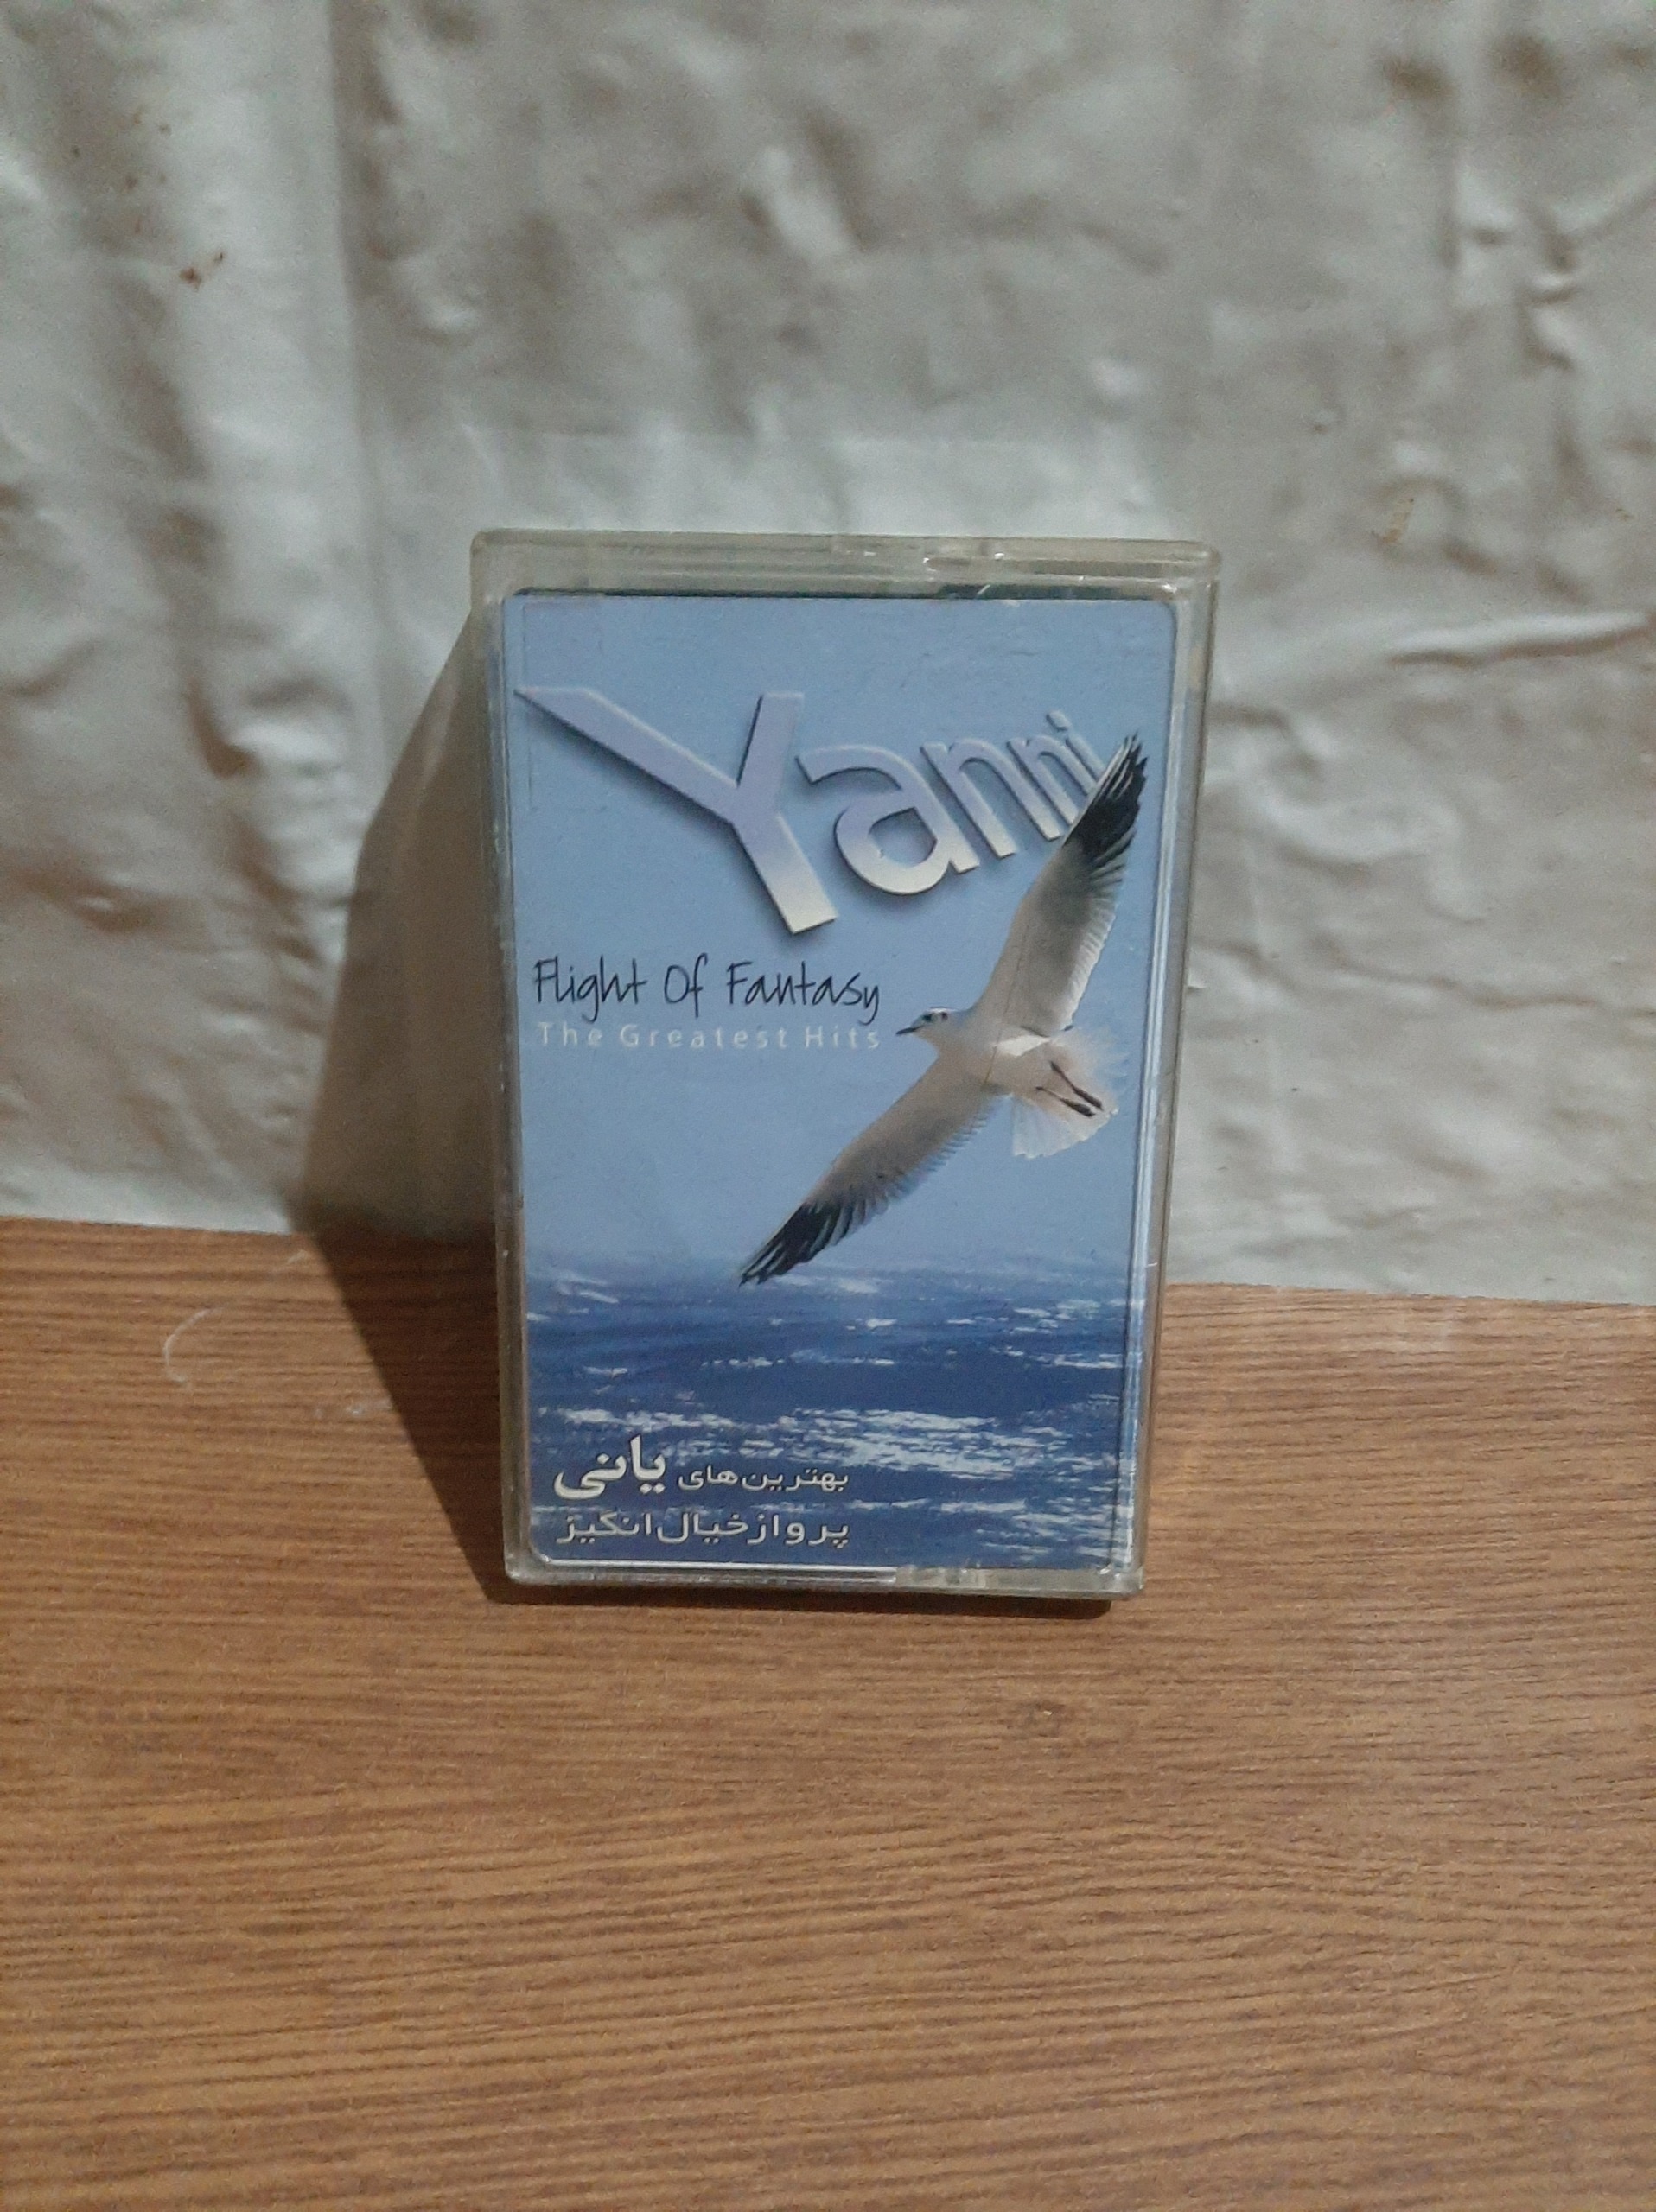 Yanni
Flight Of Fantasy
The Greatest Hits
بهترین‌های یانی
پرواز خیال‌انگیز